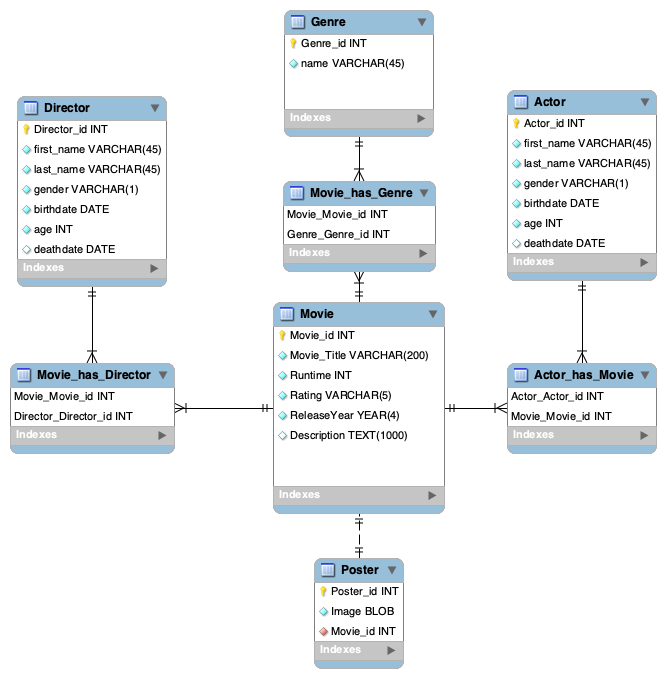 Genre
Genre_id INT
name VARCHAR(45)
Indexes
Director
Director_id INT
first_name VARCHAR(45)
last_name VARCHAR(45)
gender VARCHAR(1)
birthdate DATE
age INT
deathdate DATE
Indexes
Actor
Actor_id INT
first_name VARCHAR(45)
last_name VARCHAR(45)
gender VARCHAR(1)
birthdate DATE
age INT
deathdate DATE
Indexes
Movie_has_Genre
Movie_Movie_id INT
Genre_Genre_id INT
Indexes
Movie
Movie_id INT
Movie_Title VARCHAR(200)
Runtime INT
Rating VARCHAR(5)
ReleaseYear YEAR(4)
Description TEXT(1000)
Indexes
Movie_has_Director
Movie_Movie_id INT
Director_Director_id INT
Indexes
Actor_has_Movie
Actor_Actor_id INT
Movie_Movie_id INT
Indexes
Poster
Poster_id INT
Image BLOB
Movie_id INT
Indexes